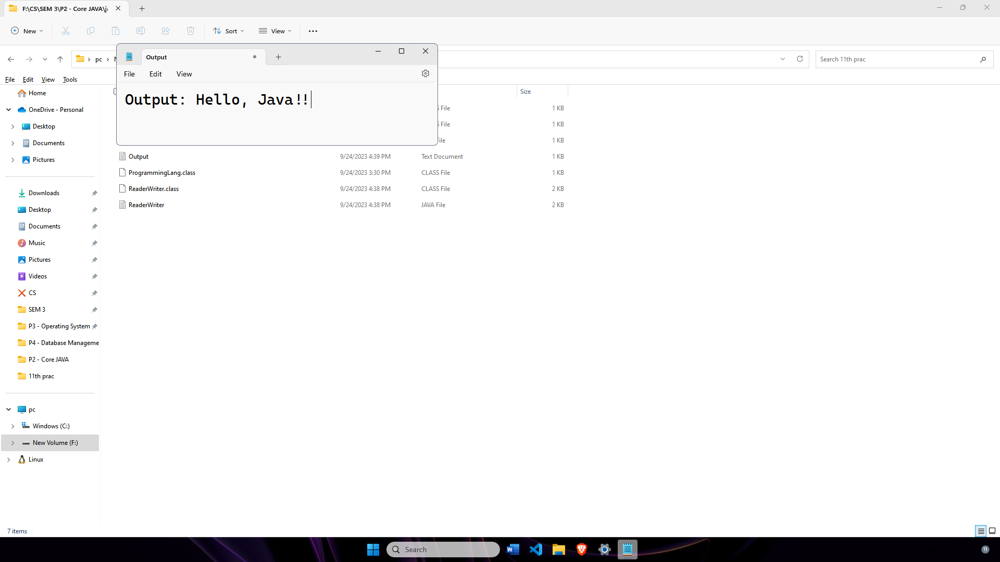 F:\CS\SEM 3\P2 - Core JAVA\ja
New
Sort
View
pc
Search 11th prac
File Edit View Tools
Output
File Edit View
Output: Hello, Java!!
Size
File 1 KB
File 1 KB
File 1 KB
Output 9/24/2023 4:39 PM Text Document 1 KB
ProgrammingLang.class 9/24/2023 3:30 PM CLASS File 1 KB
ReaderWriter.class 9/24/2023 4:38 PM CLASS File 2 KB
ReaderWriter 9/24/2023 4:38 PM JAVA File 2 KB
Home
OneDrive - Personal
Desktop
Documents
Pictures
Downloads
Desktop
Documents
Music
Pictures
Videos
CS
SEM 3
P3 - Operating System
P4 - Database Manageme
P2 - Core JAVA
11th prac
pc
Windows (C:)
New Volume (F:)
Linux
7 items
Search
11